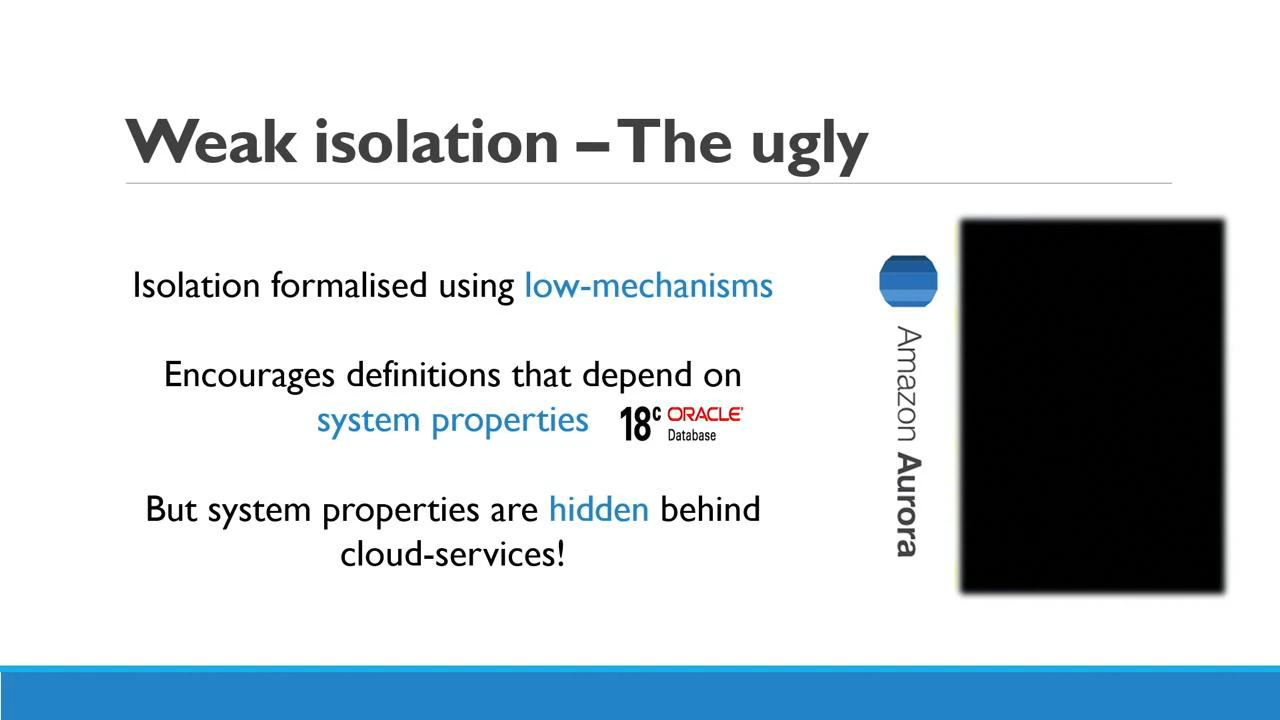 Weak isolation – The ugly
Isolation formalised using low-mechanisms
Encourages definitions that depend on
system properties
18c ORACLE®
Database
But system properties are hidden behind
cloud-services!
Amazon Aurora